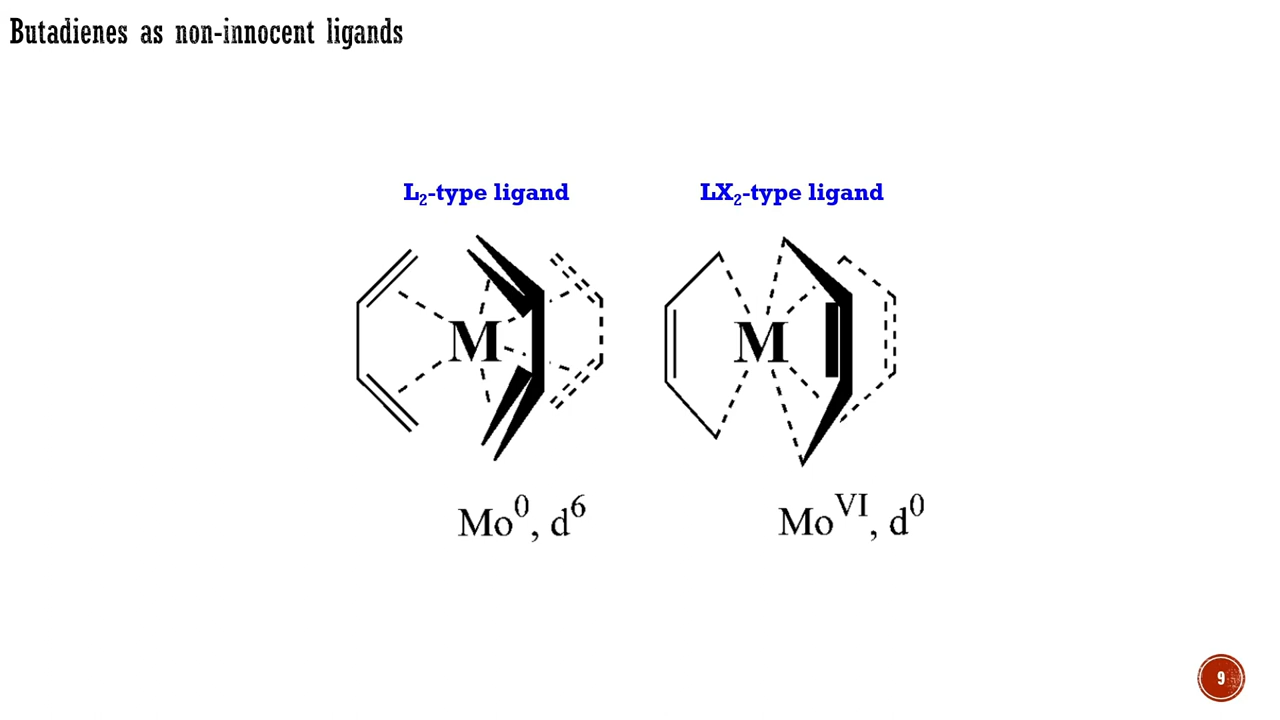 Butadienes as non-innocent ligands
L₂-type ligand
LX₂-type ligand
M
M
Mo⁰, d⁶
Moⱽᴵ, d⁰
9